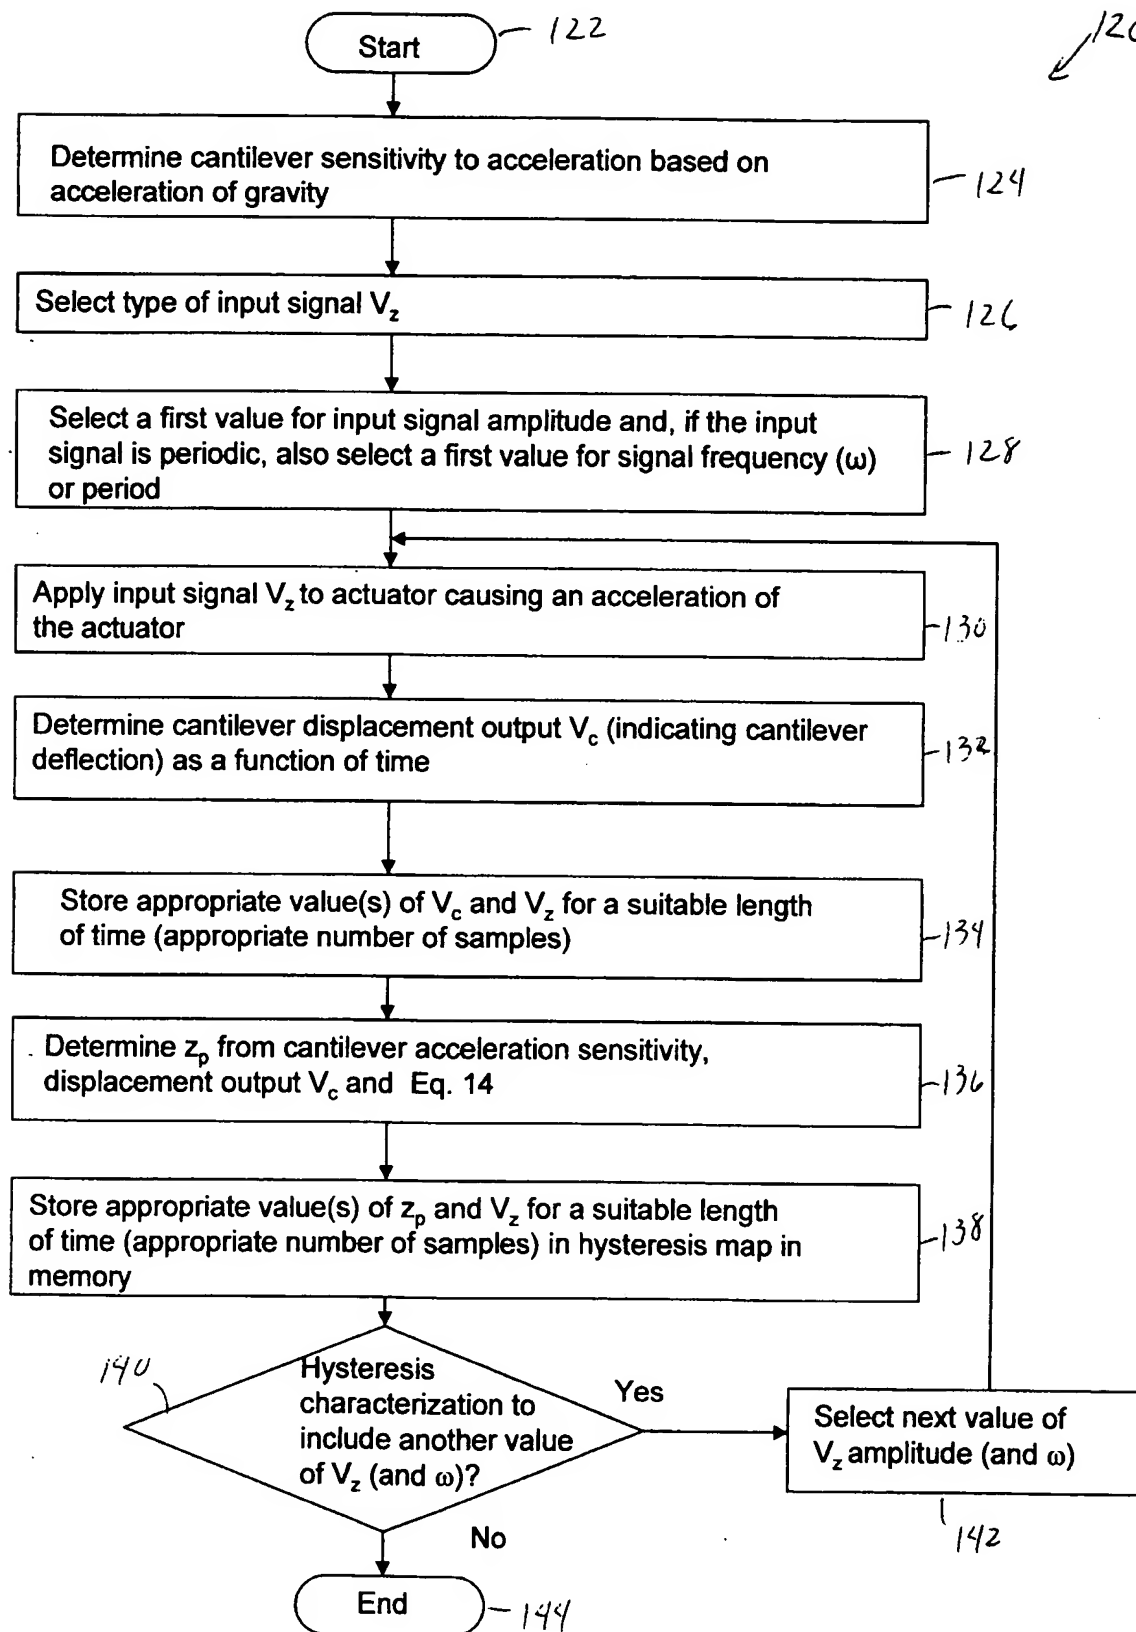 Start
122
Determine cantilever sensitivity to acceleration based on
acceleration of gravity
124
Select type of input signal V_z
126
Select a first value for input signal amplitude and, if the input
signal is periodic, also select a first value for signal frequency (ω)
or period
128
Apply input signal V_z to actuator causing an acceleration of
the actuator
130
Determine cantilever displacement output V_c (indicating cantilever
deflection) as a function of time
132
Store appropriate value(s) of V_c and V_z for a suitable length
of time (appropriate number of samples)
134
Determine z_p from cantilever acceleration sensitivity,
displacement output V_c and Eq. 14
136
Store appropriate value(s) of z_p and V_z for a suitable length
of time (appropriate number of samples) in hysteresis map in
memory
138
140
Hysteresis
characterization to
include another value
of V_z (and ω)?
Yes
Select next value of
V_z amplitude (and ω)
142
No
End
144